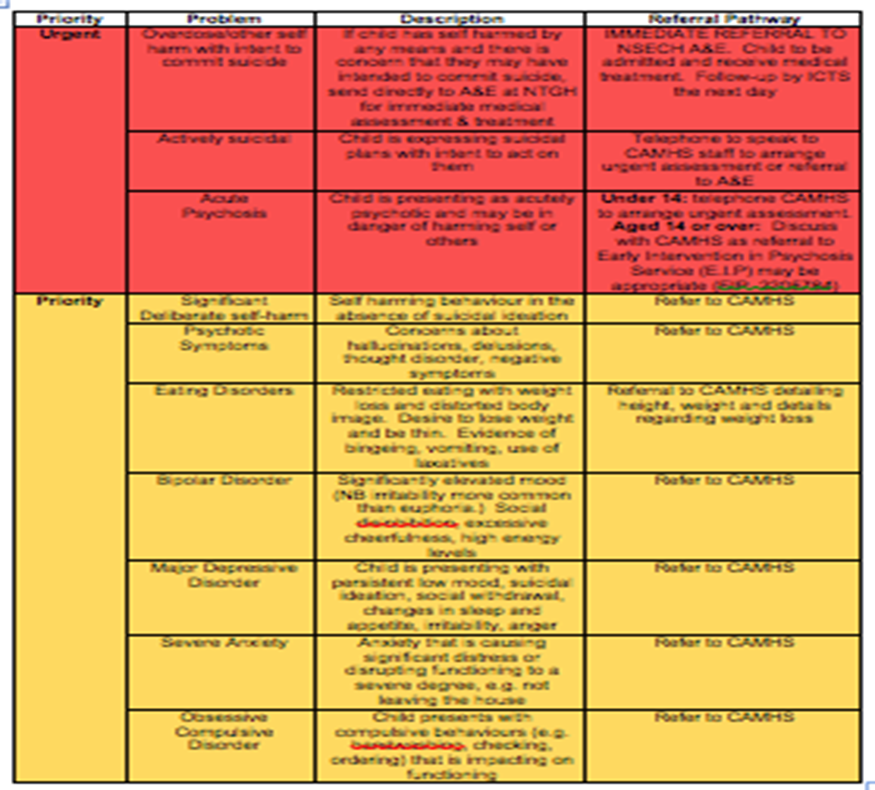 Priority Problem Description Referral Pathway
Urgent
Overdose/other self
harm with intent to
commit suicide
If child has self harmed by
any means and there is
concern that they may have
intended to commit suicide,
send directly to A&E at NTGH
for immediate medical
assessment & treatment
IMMEDIATE REFERRAL TO
NSECH A&E. Child to be
admitted and receive medical
treatment. Follow-up by ICTS
the next day
Actively suicidal
Child is expressing suicidal
plans with intent to act on
them
Telephone to speak to
CAMHS staff to arrange
urgent assessment or referral
to A&E
Acute
Psychosis
Child is presenting as acutely
psychotic and may be in
danger of harming self or
others
Under 14: telephone CAMHS
to arrange urgent assessment.
Aged 14 or over: Discuss
with CAMHS as referral to
Early Intervention in Psychosis
Service (E.I.P) may be
appropriate
Priority
Significant
Deliberate self-harm
Self harming behaviour in the
absence of suicidal ideation
Refer to CAMHS
Psychotic
Symptoms
Concerns about
hallucinations, delusions,
thought disorder, negative
symptoms
Refer to CAMHS
Eating Disorders
Restricted eating with weight
loss and distorted body
image. Desire to lose weight
and be thin. Evidence of
bingeing, vomiting, use of
laxatives
Referral to CAMHS detailing
height, weight and details
regarding weight loss
Bipolar Disorder
Significantly elevated mood
(NB irritability more common
than euphoria.) Social
excessive
cheerfulness, high energy
levels
Refer to CAMHS
Major Depressive
Disorder
Child is presenting with
persistent low mood, suicidal
ideation, social withdrawal,
changes in sleep and
appetite, irritability, anger
Refer to CAMHS
Severe Anxiety
Anxiety that is causing
significant distress or
disrupting functioning to a
severe degree, e.g. not
leaving the house
Refer to CAMHS
Obsessive
Compulsive
Disorder
Child presents with
compulsive behaviours (e.g.
checking,
ordering) that is impacting on
functioning
Refer to CAMHS